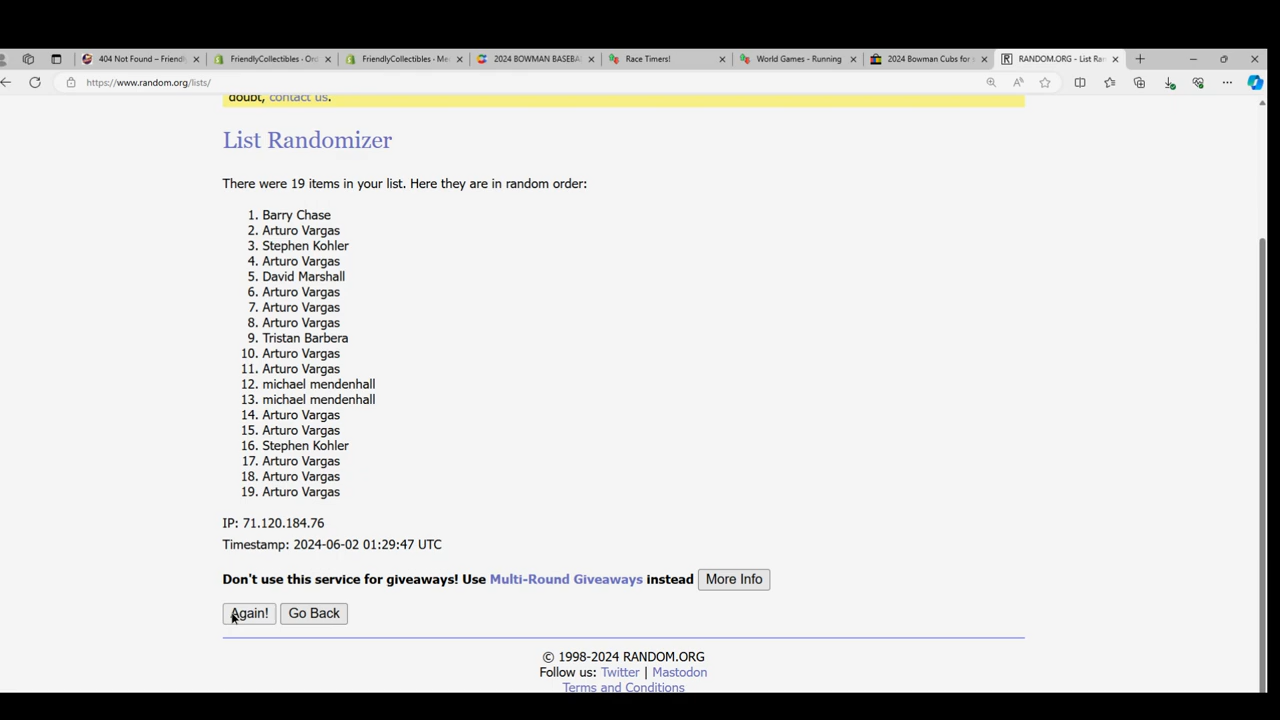 404 Not Found – Friendl
FriendlyCollectibles - Ord
FriendlyCollectibles - Me
2024 BOWMAN BASEBA
Race Timers!
World Games - Running
2024 Bowman Cubs for
RANDOM.ORG - List Ra
https://www.random.org/lists/
doubt, contact us.
List Randomizer
There were 19 items in your list. Here they are in random order:
1. Barry Chase
2. Arturo Vargas
3. Stephen Kohler
4. Arturo Vargas
5. David Marshall
6. Arturo Vargas
7. Arturo Vargas
8. Arturo Vargas
9. Tristan Barbera
10. Arturo Vargas
11. Arturo Vargas
12. michael mendenhall
13. michael mendenhall
14. Arturo Vargas
15. Arturo Vargas
16. Stephen Kohler
17. Arturo Vargas
18. Arturo Vargas
19. Arturo Vargas
IP: 71.120.184.76
Timestamp: 2024-06-02 01:29:47 UTC
Don't use this service for giveaways! Use Multi-Round Giveaways instead More Info
Again! Go Back
© 1998-2024 RANDOM.ORG
Follow us: Twitter | Mastodon
Terms and Conditions